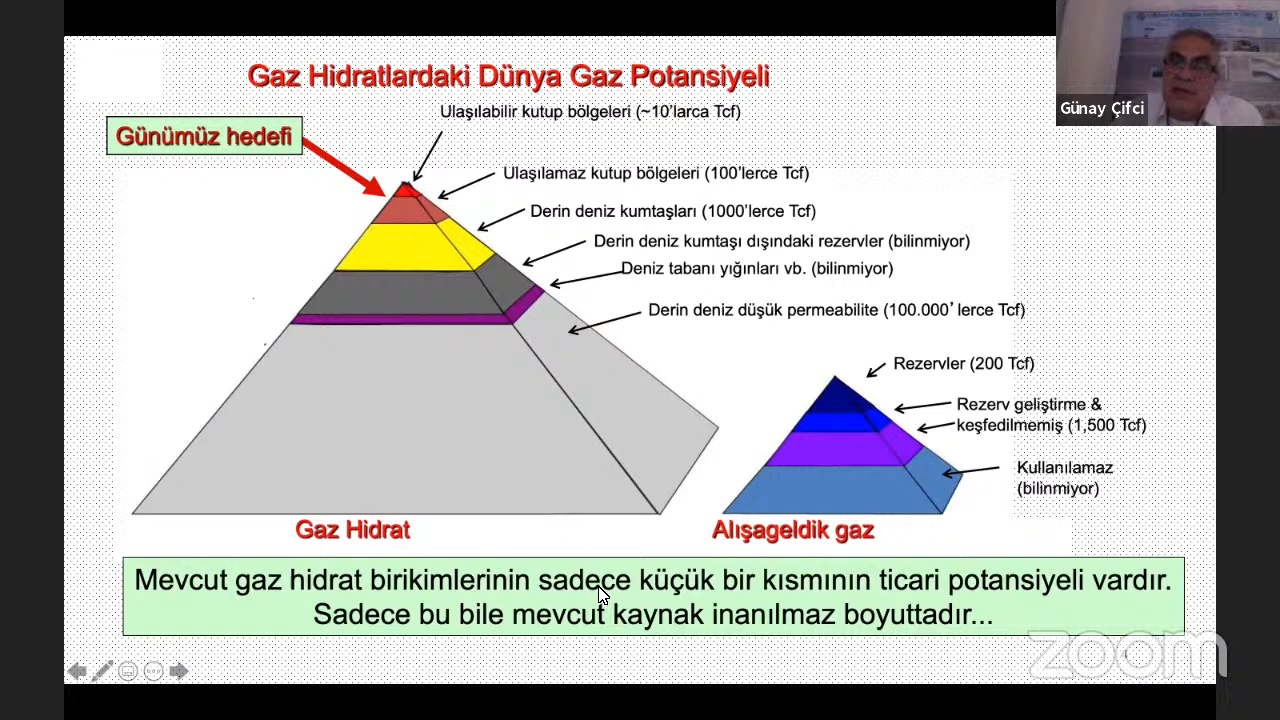 Gaz Hidratlardaki Dünya Gaz Potansiyeli
Günay Çifci
Ulaşılabilir kutup bölgeleri (~10’larca Tcf)
Günümüz hedefi
Ulaşılamaz kutup bölgeleri (100’lerce Tcf)
Derin deniz kumtaşları (1000’lerce Tcf)
Derin deniz kumtaşı dışındaki rezervler (bilinmiyor)
Deniz tabanı yığınları vb. (bilinmiyor)
Derin deniz düşük permeabilite (100.000’ lerce Tcf)
Rezervler (200 Tcf)
Rezerv geliştirme &
keşfedilmemiş (1,500 Tcf)
Kullanılamaz
(bilinmiyor)
Gaz Hidrat
Alışageldik gaz
Mevcut gaz hidrat birikimlerinin sadece küçük bir kısmının ticari potansiyeli vardır.
Sadece bu bile mevcut kaynak inanılmaz boyuttadır...
zoom